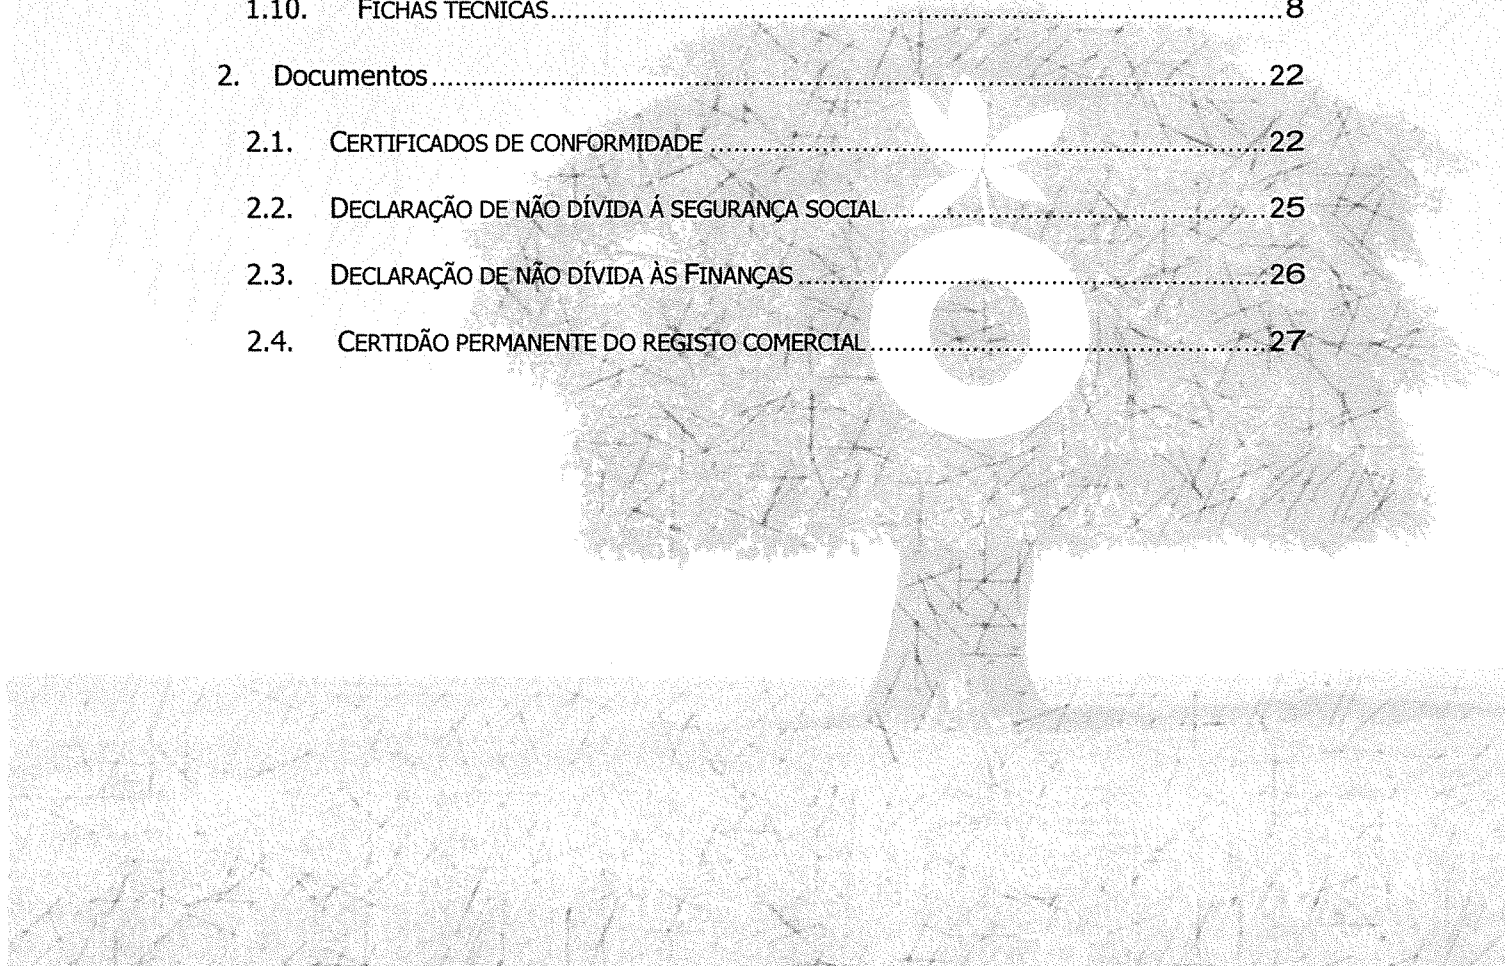 1.10. FICHAS TÉCNICAS........................................8
2. Documentos........................................22
2.1. CERTIFICADOS DE CONFORMIDADE........................................22
2.2. DECLARAÇÃO DE NÃO DÍVIDA Á SEGURANÇA SOCIAL........................................25
2.3. DECLARAÇÃO DE NÃO DÍVIDA ÀS FINANÇAS........................................26
2.4. CERTIDÃO PERMANENTE DO REGISTO COMERCIAL........................................27